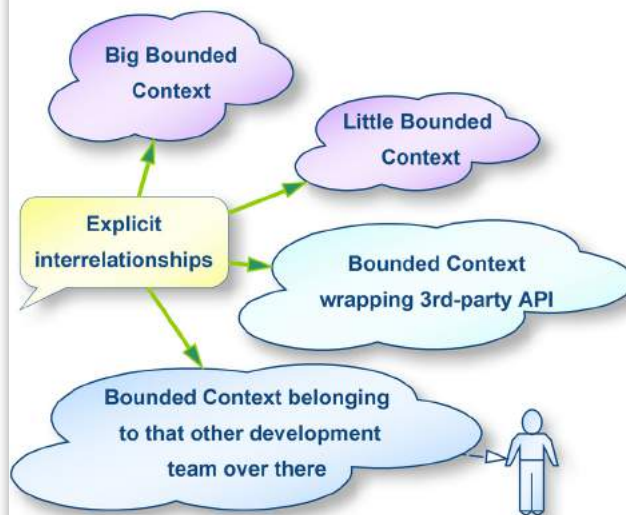 Big Bounded
Context
Little Bounded
Context
Explicit
interrelationships
Bounded Context
wrapping 3rd-party API
Bounded Context belonging
to that other development
team over there